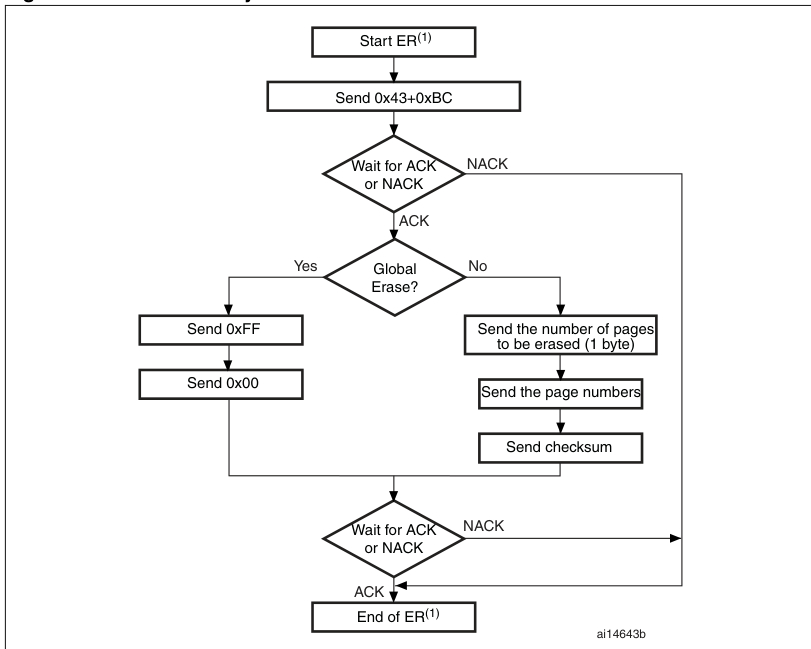 Start ER(1)
Send 0x43+0xBC
Wait for ACK
or NACK
NACK
ACK
Yes
Global
Erase?
No
Send 0xFF
Send 0x00
Send the number of pages
to be erased (1 byte)
Send the page numbers
Send checksum
Wait for ACK
or NACK
NACK
ACK
End of ER(1)
ai14643b